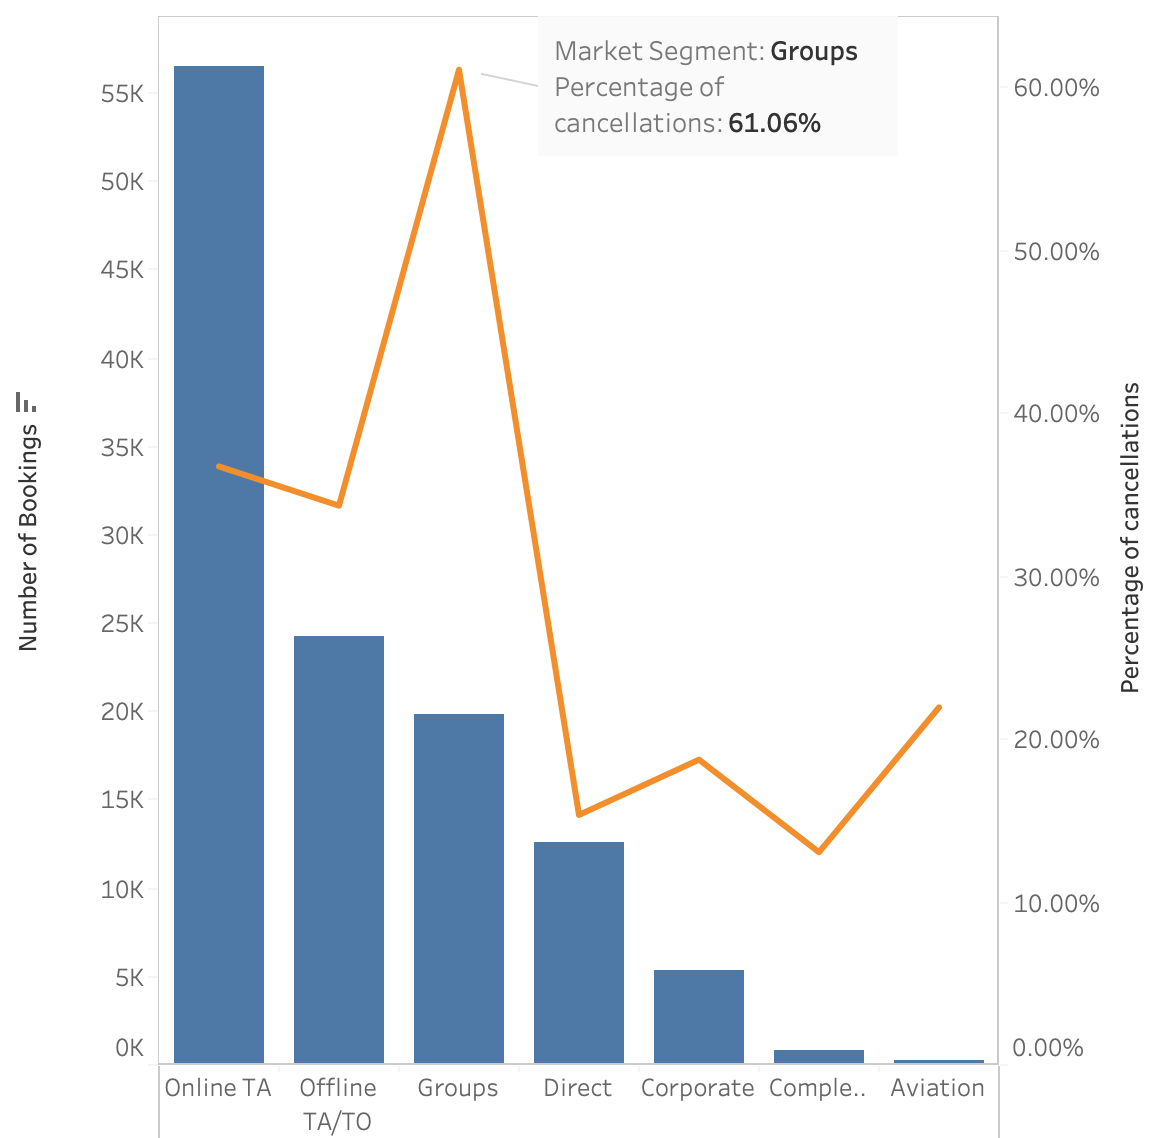 Market Segment: Groups
Percentage of
cancellations: 61.06%
Number of Bookings
55K
50K
45K
40K
35K
30K
25K
20K
15K
10K
5K
0K
60.00%
50.00%
40.00%
30.00%
20.00%
10.00%
0.00%
Percentage of cancellations
Online TA
Offline
TA/TO
Groups
Direct
Corporate
Comple..
Aviation